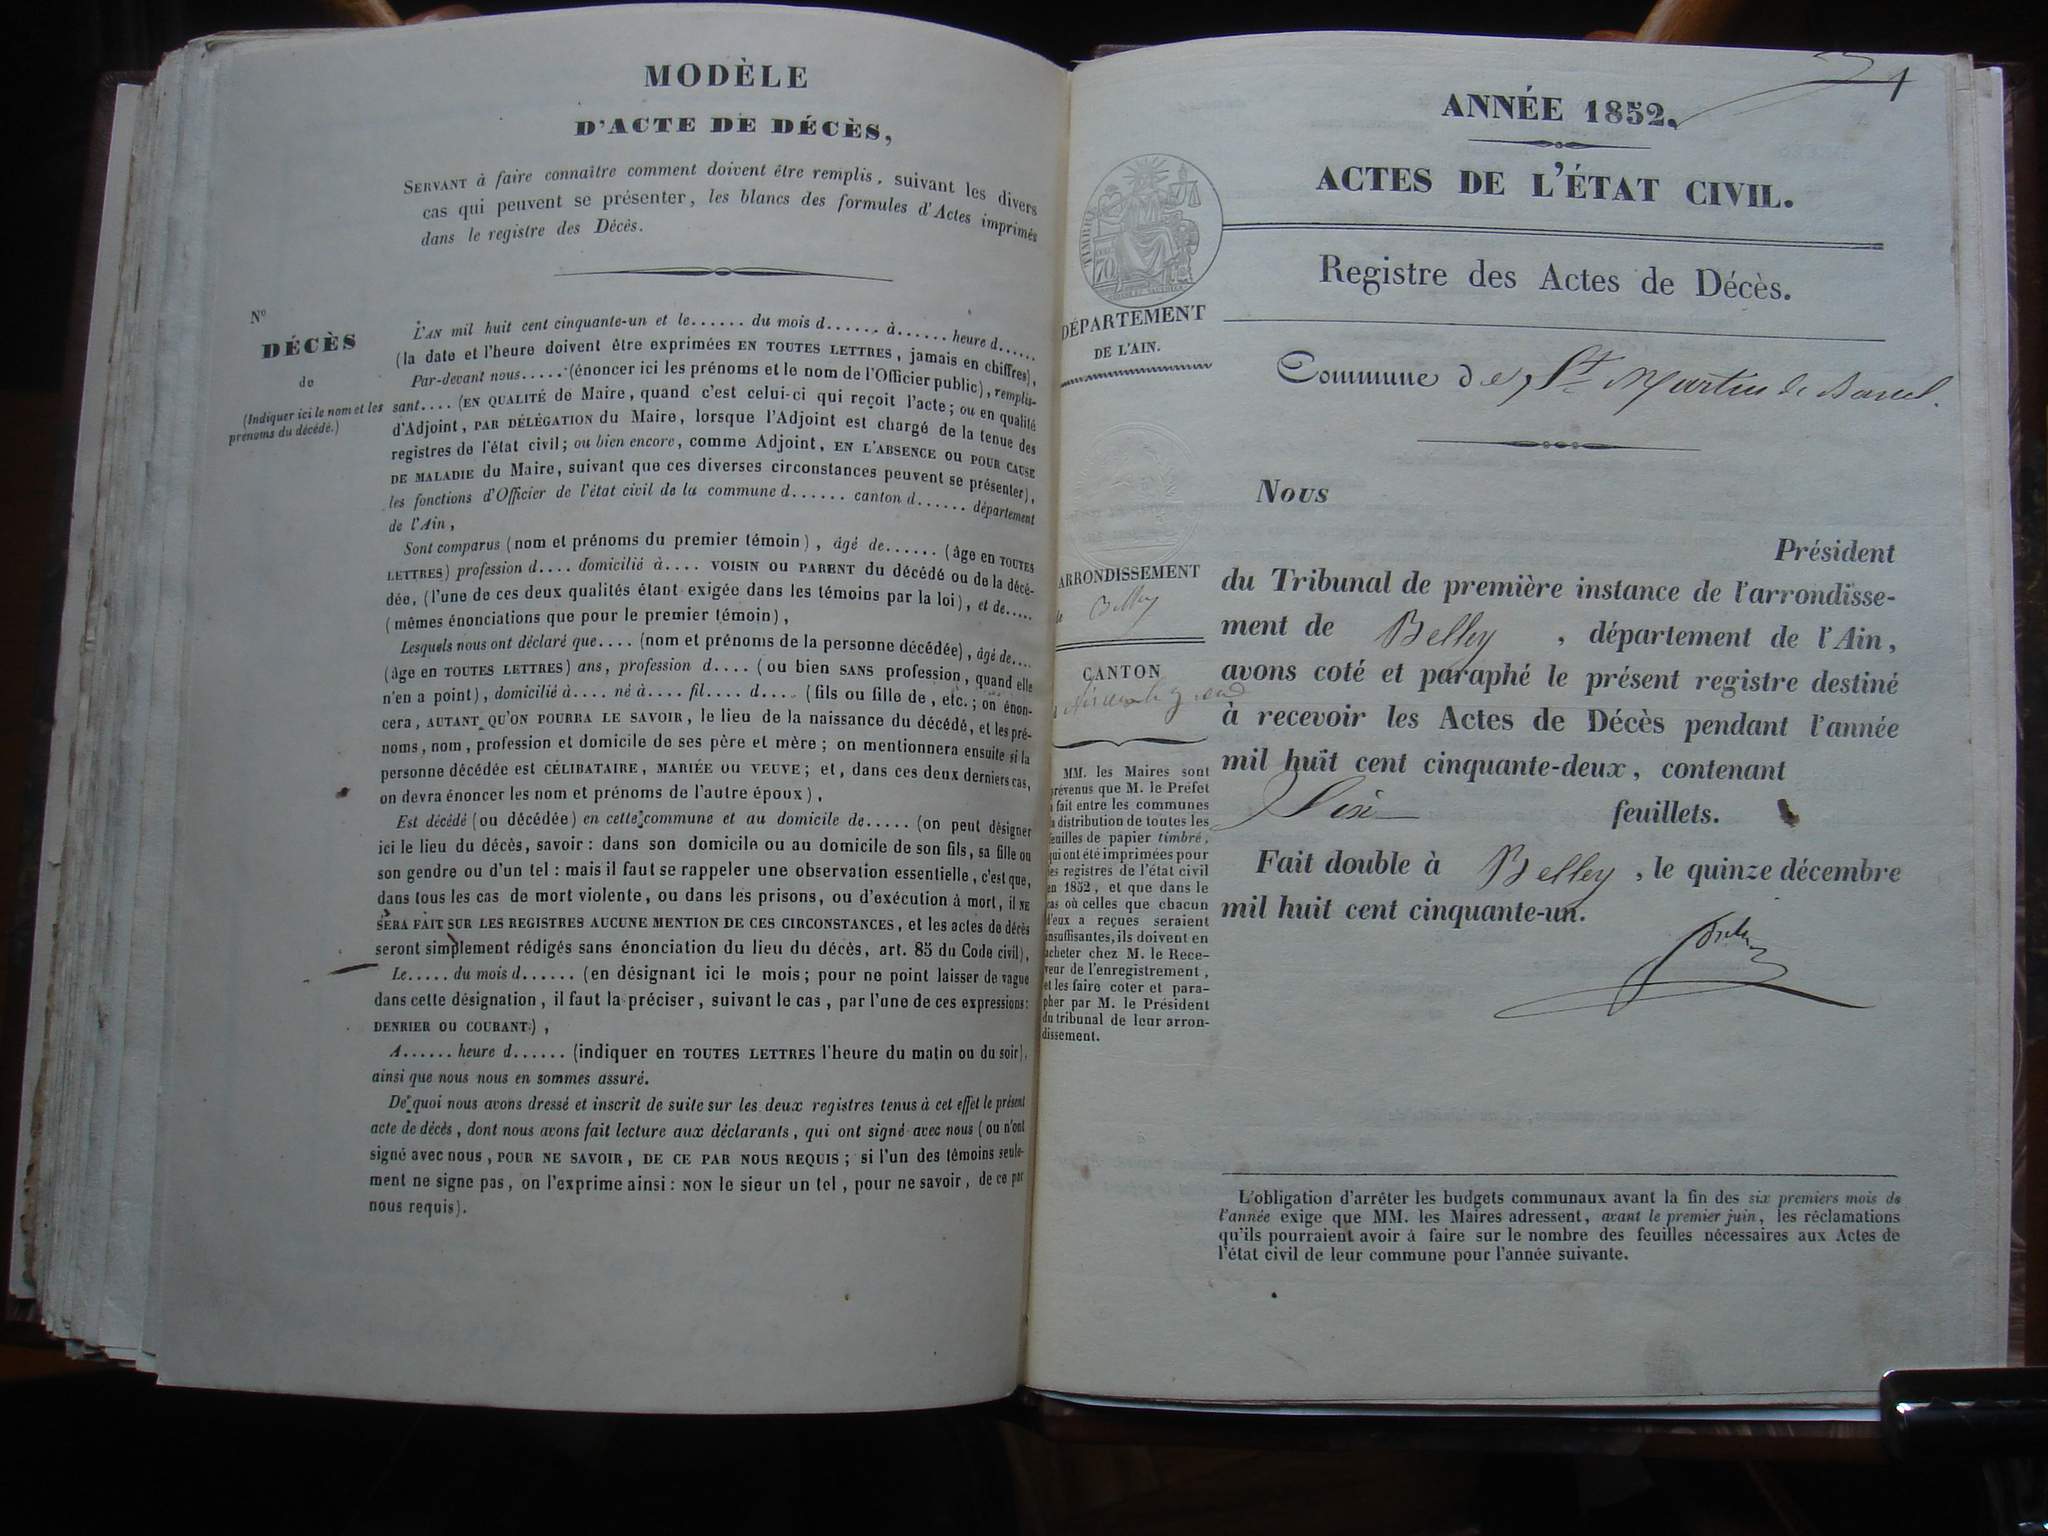 MODÈLE
D'ACTE DE DÉCÈS,
SERVANT à faire connaître comment doivent être remplis, suivant les divers
cas qui peuvent se présenter, les blancs des formules d'Actes imprimés
dans le registre des Décès.
N°
DÉCÈS
de
(Indiquer ici le nom et les
prénoms du décédé.)
L'AN mil huit cent cinquante-un et le...... du mois d...... à...... heure d......
(la date et l'heure doivent être exprimées EN TOUTES LETTRES, jamais en chiffres),
Par-devant nous..... (énoncer ici les prénoms et le nom de l'Officier public), remplis-
sant.... (EN QUALITÉ de Maire, quand c'est celui-ci qui reçoit l'acte; ou en qualité
d'Adjoint, PAR DÉLÉGATION du Maire, lorsque l'Adjoint est chargé de la tenue des
registres de l'état civil; ou bien encore, comme Adjoint, EN L'ABSENCE OU POUR CAUSE
DE MALADIE du Maire, suivant que ces diverses circonstances peuvent se présenter),
les fonctions d'Officier de l'état civil de la commune d...... canton d...... département
de l'Ain,
Sont comparus (nom et prénoms du premier témoin), âgé de...... (âge en TOUTES
LETTRES) profession d.... domicilié à.... VOISIN OU PARENT du décédé ou de la décé-
dée, (l'une de ces deux qualités étant exigée dans les témoins par la loi), et de.....
(mêmes énonciations que pour le premier témoin),
Lesquels nous ont déclaré que.... (nom et prénoms de la personne décédée), âgé de....
(âge en TOUTES LETTRES) ans, profession d.... (ou bien SANS profession, quand elle
n'en a point), domicilié à.... né à.... fil.... d.... (fils ou fille de, etc.; on énon-
cera, AUTANT QU'ON POURRA LE SAVOIR, le lieu de la naissance du décédé, et les pré-
noms, nom, profession et domicile de ses père et mère; on mentionnera ensuite si la
personne décédée est CÉLIBATAIRE, MARIÉE OU VEUVE; et, dans ces deux derniers cas,
on devra énoncer les nom et prénoms de l'autre époux),
Est décédé (ou décédée) en cette commune et au domicile de..... (on peut désigner
ici le lieu du décès, savoir: dans son domicile ou au domicile de son fils, sa fille ou
son gendre ou d'un tel: mais il faut se rappeler une observation essentielle, c'est que,
dans tous les cas de mort violente, ou dans les prisons, ou d'exécution à mort, il NE
SERA FAIT SUR LES REGISTRES AUCUNE MENTION DE CES CIRCONSTANCES, et les actes de décès
seront simplement rédigés sans énonciation du lieu du décès, art. 85 du Code civil),
Le..... du mois d...... (en désignant ici le mois; pour ne point laisser de vague
dans cette désignation, il faut la préciser, suivant le cas, par l'une de ces expressions:
DENRIER OU COURANT),
A...... heure d...... (indiquer en TOUTES LETTRES l'heure du matin ou du soir),
ainsi que nous nous en sommes assuré.
De quoi nous avons dressé et inscrit de suite sur les deux registres tenus à cet effet le présent
acte de décès, dont nous avons fait lecture aux déclarants, qui ont signé avec nous (ou n'ont
signé avec nous, POUR NE SAVOIR, DE CE PAR NOUS REQUIS; si l'un des témoins seule-
ment ne signe pas, on l'exprime ainsi: NON le sieur un tel, pour ne savoir, de ce par
nous requis).
1
ANNÉE 1852.
ACTES DE L'ÉTAT CIVIL.
Registre des Actes de Décès.
TIMBRE
70
DÉPARTEMENT
DE L'AIN.
Commune de St Martin de Bavel.
ARRONDISSEMENT
de Belley
CANTON
MM. les Maires sont
prévenus que M. le Préfet
a fait entre les communes
la distribution de toutes les
feuilles de papier timbré,
qui ont été imprimées pour
les registres de l'état civil
en 1852, et que dans le
cas où celles que chacun
d'eux a reçues seraient
insuffisantes, ils doivent en
acheter chez M. le Rece-
veur de l'enregistrement,
et les faire coter et para-
pher par M. le Président
du tribunal de leur arron-
dissement.
Nous
Président
du Tribunal de première instance de l'arrondisse-
ment de Belley, département de l'Ain,
avons coté et paraphé le présent registre destiné
à recevoir les Actes de Décès pendant l'année
mil huit cent cinquante-deux, contenant
Six feuillets.
Fait double à Belley, le quinze décembre
mil huit cent cinquante-un.
L'obligation d'arrêter les budgets communaux avant la fin des six premiers mois de
l'année exige que MM. les Maires adressent, avant le premier juin, les réclamations
qu'ils pourraient avoir à faire sur le nombre des feuilles nécessaires aux Actes de
l'état civil de leur commune pour l'année suivante.